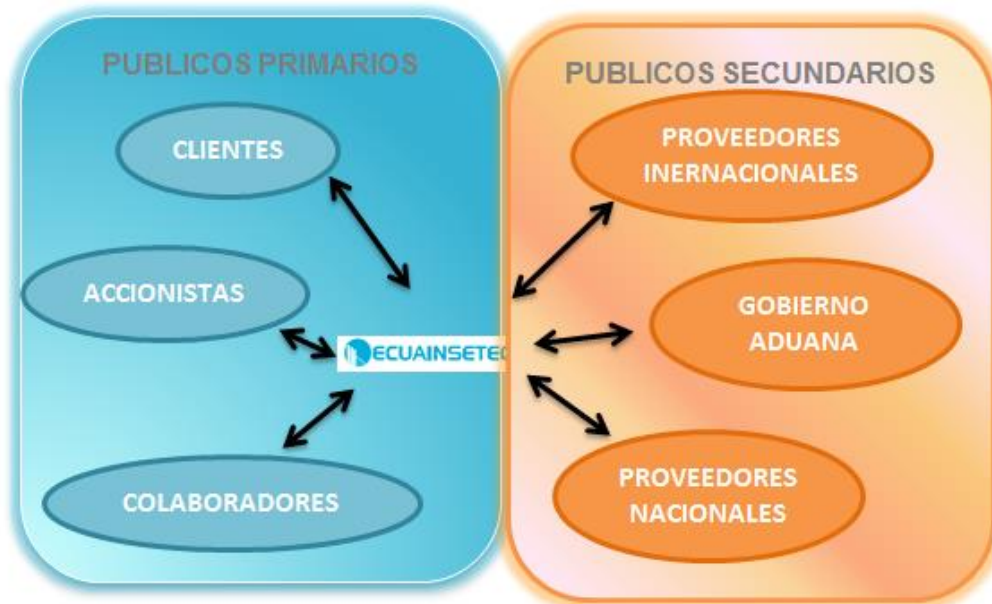 PUBLICOS PRIMARIOS
CLIENTES
ACCIONISTAS
ECUAINSETEC
COLABORADORES
PUBLICOS SECUNDARIOS
PROVEEDORES
INERNACIONALES
GOBIERNO
ADUANA
PROVEEDORES
NACIONALES